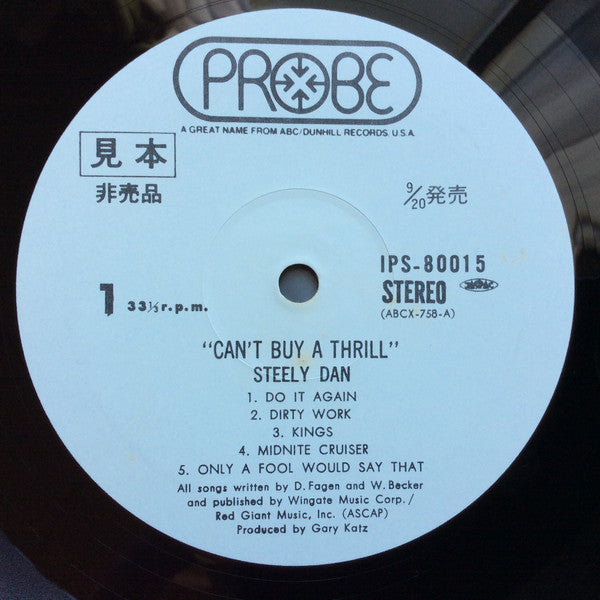 PROBE
A GREAT NAME FROM ABC/DUNHILL RECORDS. U.S.A.
見本
非売品
9/20発売
IPS-80015
1 33⅓ r.p.m.
STEREO
(ABCX-758-A)
"CAN'T BUY A THRILL"
STEELY DAN
1. DO IT AGAIN
2. DIRTY WORK
3. KINGS
4. MIDNITE CRUISER
5. ONLY A FOOL WOULD SAY THAT
All songs written by D. Fagen and W. Becker
and published by Wingate Music Corp./
Red Giant Music, Inc. (ASCAP)
Produced by Gary Katz